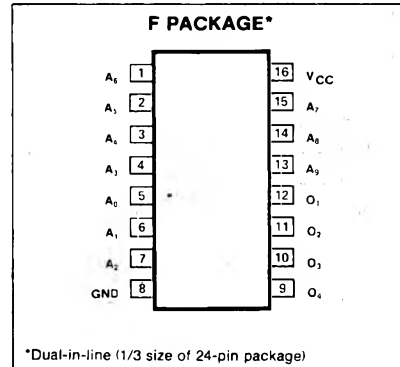 F PACKAGE*
A₆ 1 16 VCC
A₅ 2 15 A₇
A₄ 3 14 A₈
A₃ 4 13 A₉
A₀ 5 12 O₁
A₁ 6 11 O₂
A₂ 7 10 O₃
GND 8 9 O₄
*Dual-in-line (1/3 size of 24-pin package)